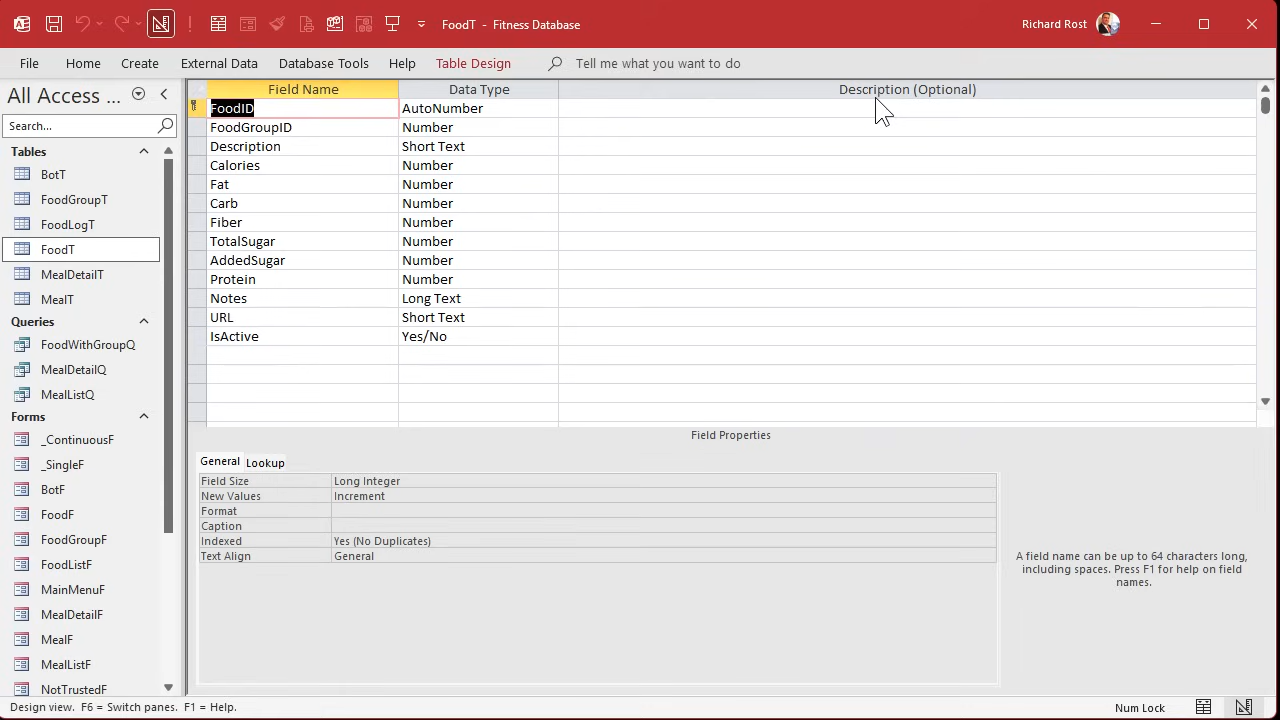 FoodT - Fitness Database
Richard Rost
File Home Create External Data Database Tools Help Table Design Tell me what you want to do
All Access ...
Search...
Tables
BotT
FoodGroupT
FoodLogT
FoodT
MealDetailT
MealT
Queries
FoodWithGroupQ
MealDetailQ
MealListQ
Forms
_ContinuousF
_SingleF
BotF
FoodF
FoodGroupF
FoodListF
MainMenuF
MealDetailF
MealF
MealListF
NotTrustedF
Field Name Data Type Description (Optional)
FoodID AutoNumber
FoodGroupID Number
Description Short Text
Calories Number
Fat Number
Carb Number
Fiber Number
TotalSugar Number
AddedSugar Number
Protein Number
Notes Long Text
URL Short Text
IsActive Yes/No
Field Properties
General Lookup
Field Size Long Integer
New Values Increment
Format
Caption
Indexed Yes (No Duplicates)
Text Align General
A field name can be up to 64 characters long,
including spaces. Press F1 for help on field
names.
Design view. F6 = Switch panes. F1 = Help.
Num Lock